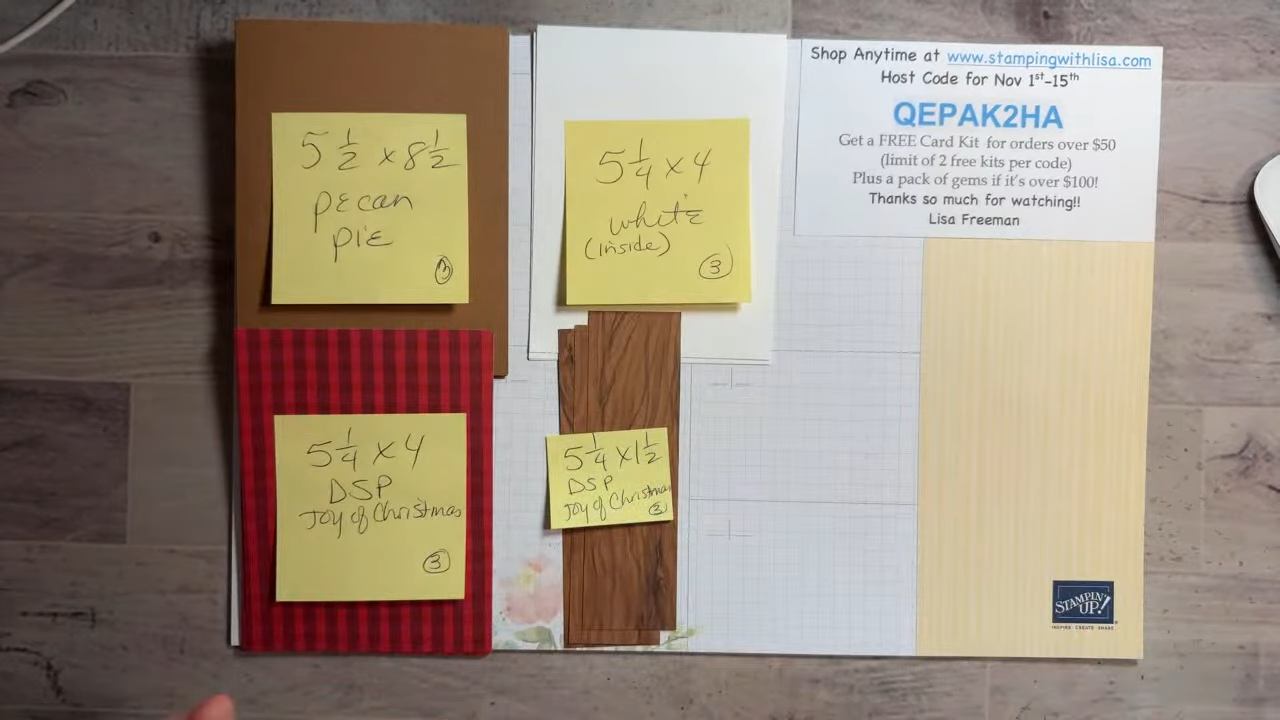 5 1/2 x 8 1/2
pecan
pie
3
5 1/4 x 4
white
(inside)
3
Shop Anytime at www.stampingwithlisa.com
Host Code for Nov 1st-15th
QEPAK2HA
Get a FREE Card Kit for orders over $50
(limit of 2 free kits per code)
Plus a pack of gems if it's over $100!
Thanks so much for watching!!
Lisa Freeman
5 1/4 x 4
DSP
Joy of Christmas
3
5 1/4 x 1 1/2
DSP
Joy of Christmas
3
STAMPIN' UP!
INSPIRE · CREATE · SHARE